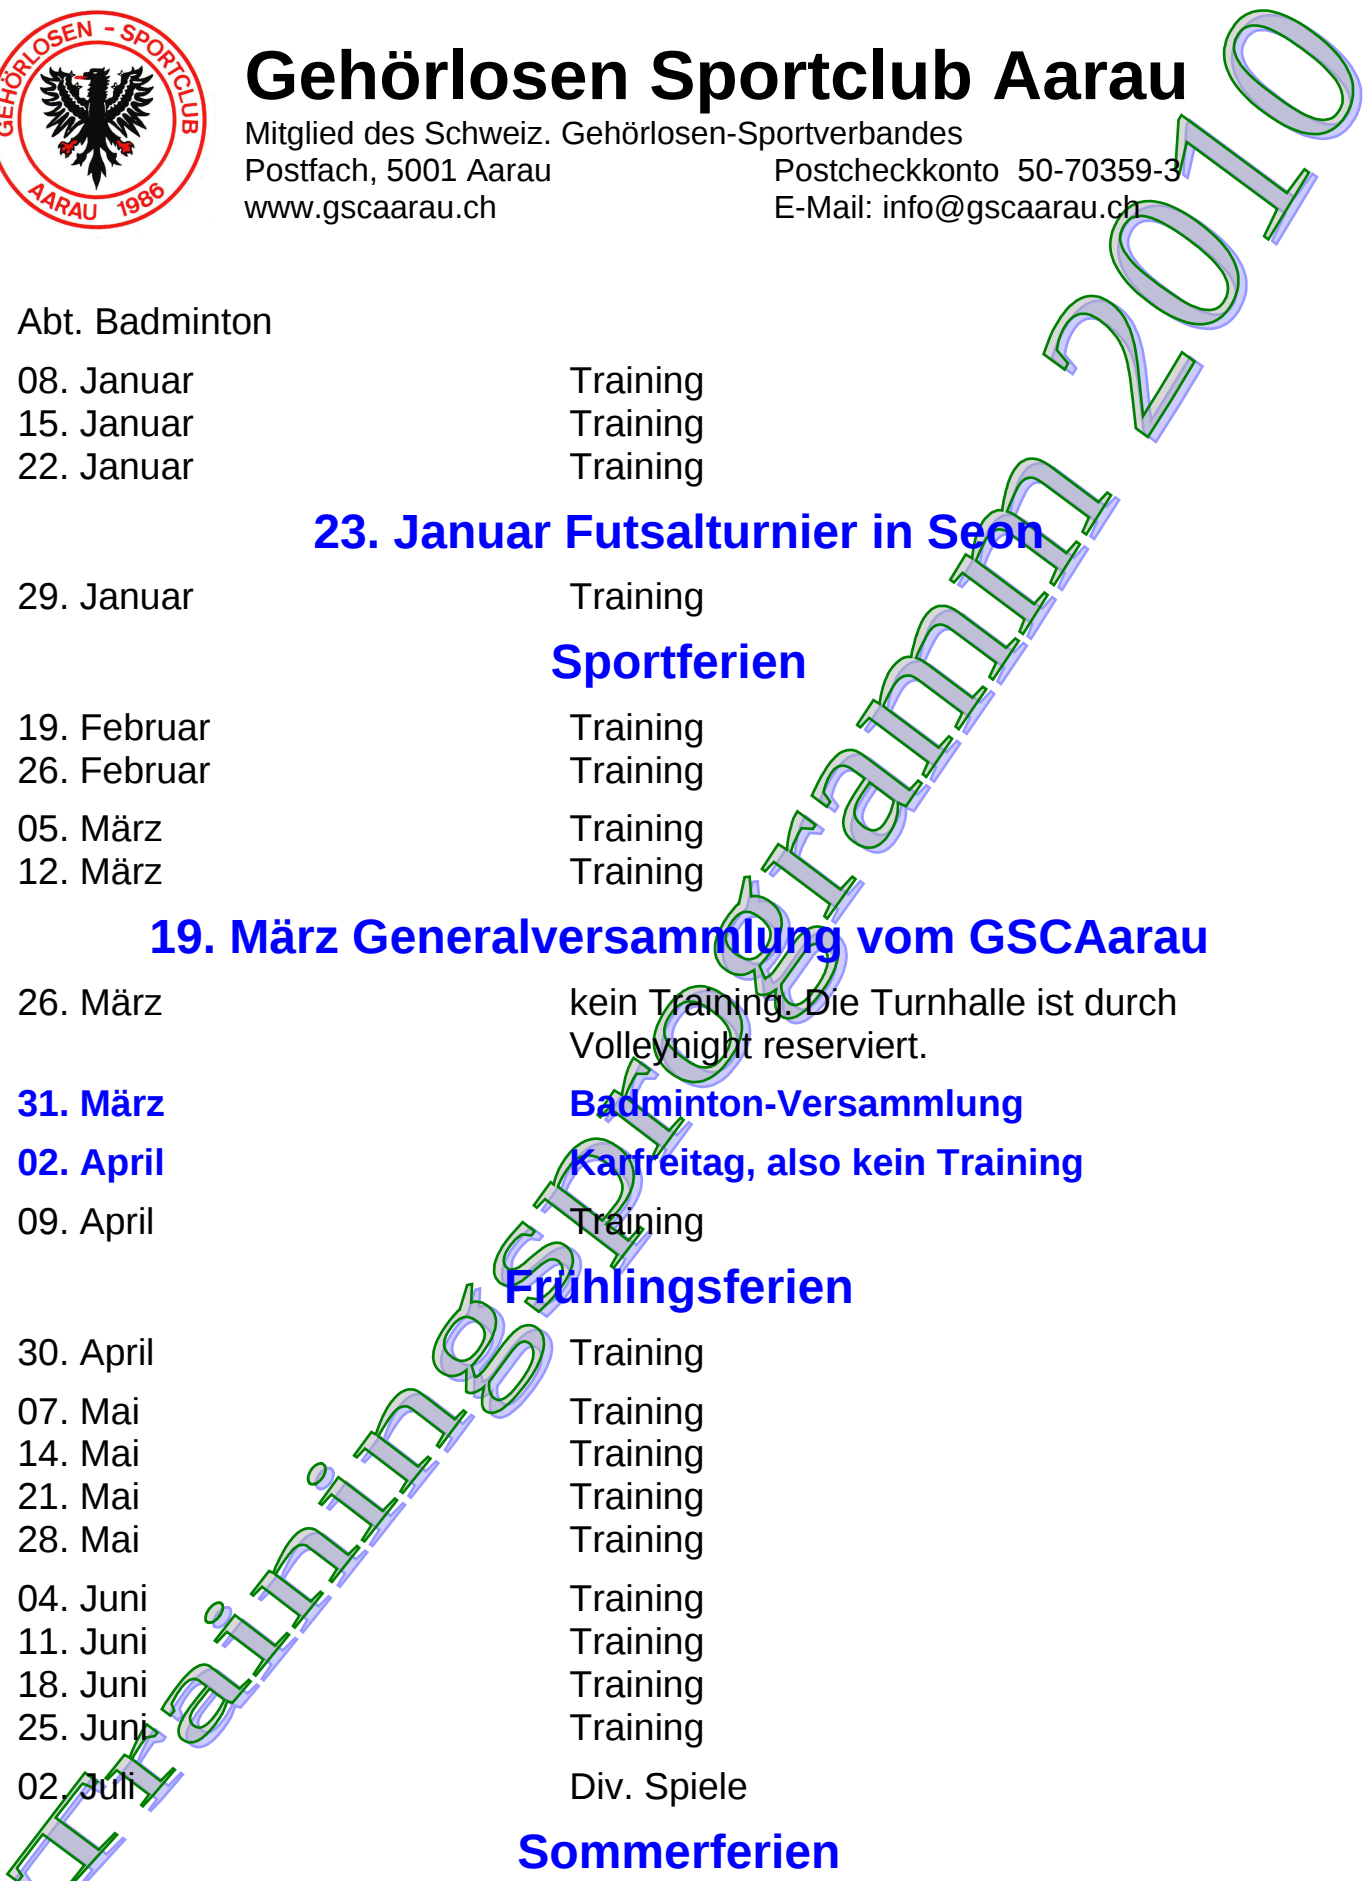 GEHÖRLOSEN - SPORTCLUB
AARAU 1986
Gehörlosen Sportclub Aarau
Mitglied des Schweiz. Gehörlosen-Sportverbandes
Postfach, 5001 Aarau Postcheckkonto 50-70359-3
www.gscaarau.ch E-Mail: info@gscaarau.ch
Trainingsprogramm 2010
Abt. Badminton
08. Januar Training
15. Januar Training
22. Januar Training
23. Januar Futsalturnier in Seon
29. Januar Training
Sportferien
19. Februar Training
26. Februar Training
05. März Training
12. März Training
19. März Generalversammlung vom GSCAarau
26. März kein Training. Die Turnhalle ist durch
Volleynight reserviert.
31. März Badminton-Versammlung
02. April Karfreitag, also kein Training
09. April Training
Frühlingsferien
30. April Training
07. Mai Training
14. Mai Training
21. Mai Training
28. Mai Training
04. Juni Training
11. Juni Training
18. Juni Training
25. Juni Training
02. Juli Div. Spiele
Sommerferien